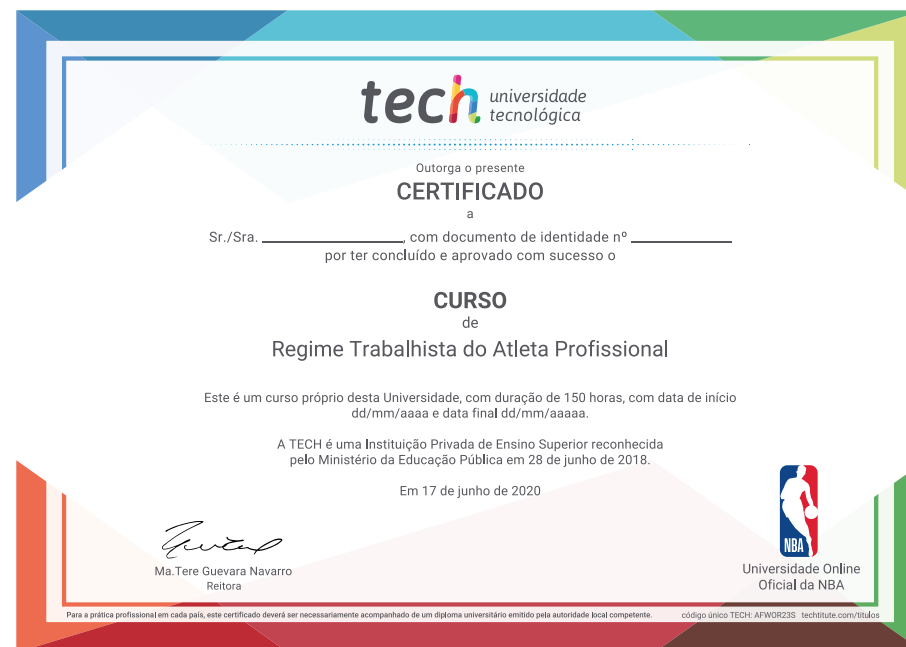 tech universidade
tecnológica
Outorga o presente
CERTIFICADO
a
Sr./Sra. ____________, com documento de identidade nº ____________
por ter concluído e aprovado com sucesso o
CURSO
de
Regime Trabalhista do Atleta Profissional
Este é um curso próprio desta Universidade, com duração de 150 horas, com data de início
dd/mm/aaaa e data final dd/mm/aaaaa.
A TECH é uma Instituição Privada de Ensino Superior reconhecida
pelo Ministério da Educação Pública em 28 de junho de 2018.
Em 17 de junho de 2020
Ma.Tere Guevara Navarro
Reitora
NBA
Universidade Online
Oficial da NBA
Para a prática profissional em cada país, este certificado deverá ser necessariamente acompanhado de um diploma universitário emitido pela autoridade local competente.
código único TECH: AFWOR23S techtitute.com/titulos